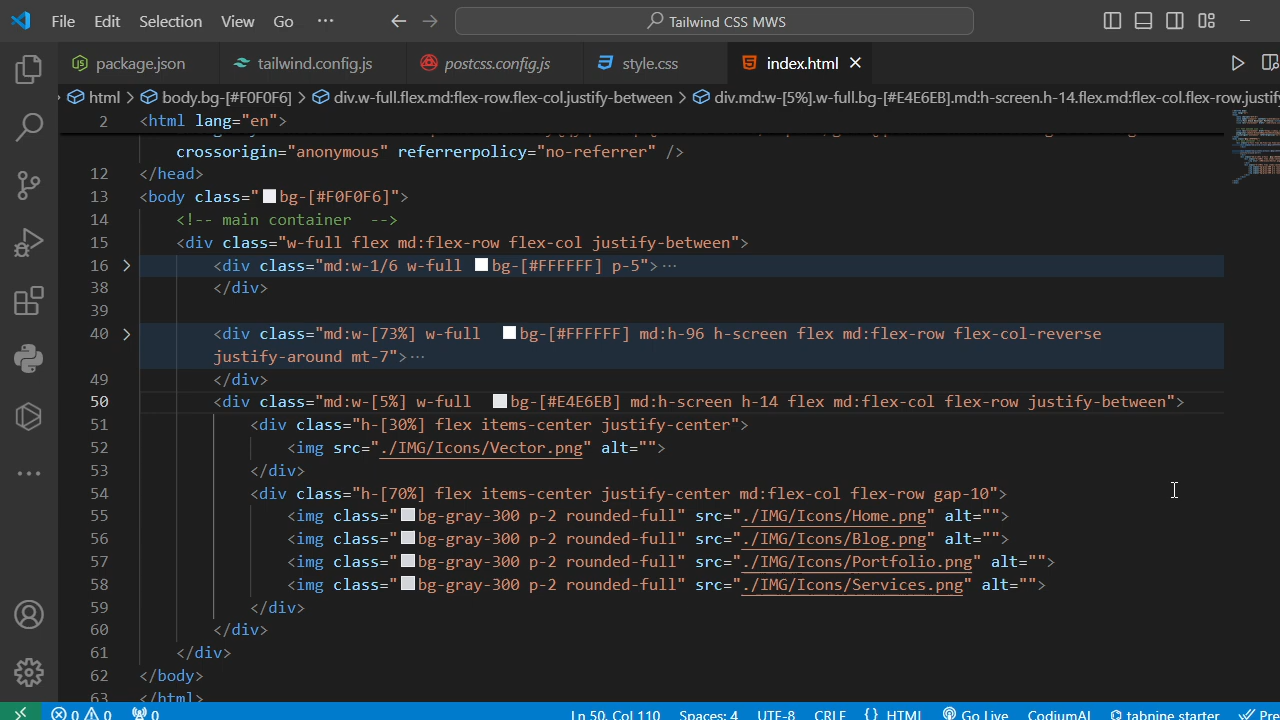 File Edit Selection View Go ··· Tailwind CSS MWS
package.json tailwind.config.js postcss.config.js style.css index.html
html > body.bg-[#F0F0F6] > div.w-full.flex.md:flex-row.flex-col.justify-between > div.md:w-[5%].w-full.bg-[#E4E6EB].md:h-screen.h-14.flex.md:flex-col.flex-row.justif
2 <html lang="en">
crossorigin="anonymous" referrerpolicy="no-referrer" />
12 </head>
13 <body class="bg-[#F0F0F6]">
14 <!-- main container -->
15 <div class="w-full flex md:flex-row flex-col justify-between">
16 <div class="md:w-1/6 w-full bg-[#FFFFFF] p-5">···
38 </div>
39
40 <div class="md:w-[73%] w-full bg-[#FFFFFF] md:h-96 h-screen flex md:flex-row flex-col-reverse
justify-around mt-7">···
49 </div>
50 <div class="md:w-[5%] w-full bg-[#E4E6EB] md:h-screen h-14 flex md:flex-col flex-row justify-between">
51 <div class="h-[30%] flex items-center justify-center">
52 <img src="./IMG/Icons/Vector.png" alt="">
53 </div>
54 <div class="h-[70%] flex items-center justify-center md:flex-col flex-row gap-10">
55 <img class="bg-gray-300 p-2 rounded-full" src="./IMG/Icons/Home.png" alt="">
56 <img class="bg-gray-300 p-2 rounded-full" src="./IMG/Icons/Blog.png" alt="">
57 <img class="bg-gray-300 p-2 rounded-full" src="./IMG/Icons/Portfolio.png" alt="">
58 <img class="bg-gray-300 p-2 rounded-full" src="./IMG/Icons/Services.png" alt="">
59 </div>
60 </div>
61 </div>
62 </body>
63 </html>
0 0 0 Ln 50, Col 110 Spaces: 4 UTF-8 CRLF {} HTML Go Live CodiumAI tabnine starter Pre